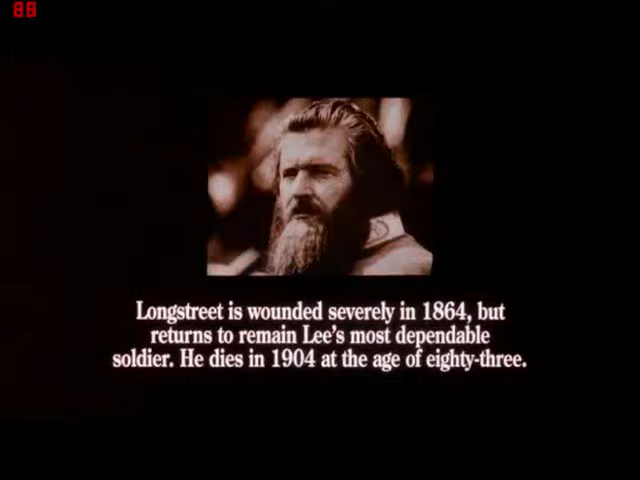 88
Longstreet is wounded severely in 1864, but
returns to remain Lee's most dependable
soldier. He dies in 1904 at the age of eighty-three.